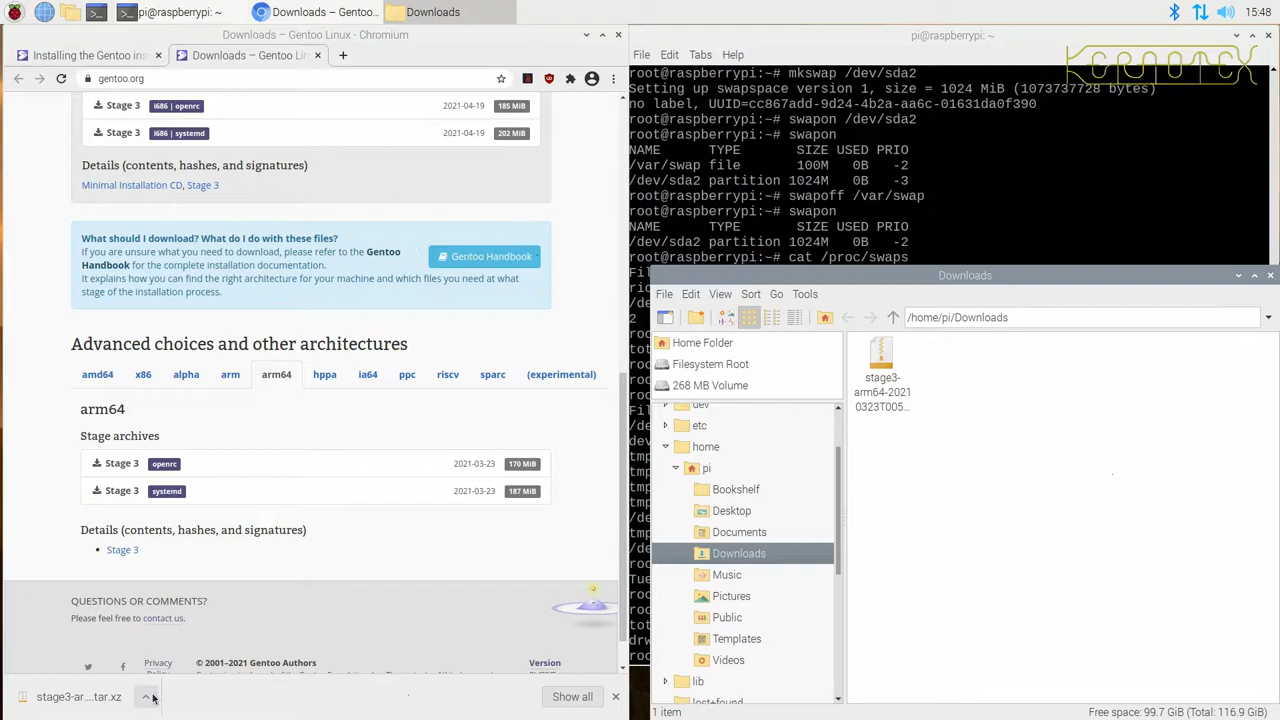 pi@raspberrypi: ~
Downloads – Gentoo...
Downloads
15:48
Downloads – Gentoo Linux - Chromium
Installing the Gentoo ins
Downloads – Gentoo Lin
gentoo.org
Stage 3 i686 | openrc 2021-04-19 185 MiB
Stage 3 i686 | systemd 2021-04-19 202 MiB
Details (contents, hashes, and signatures)
Minimal Installation CD, Stage 3
What should I download? What do I do with these files?
If you are unsure what you need to download, please refer to the Gentoo
Handbook for the complete installation documentation.
It explains how you can find the right architecture for your machine and which files you need at what
stage of the installation process.
Gentoo Handbook
Advanced choices and other architectures
amd64 x86 alpha arm arm64 hppa ia64 ppc riscv sparc (experimental)
arm64
Stage archives
Stage 3 openrc 2021-03-23 170 MiB
Stage 3 systemd 2021-03-23 187 MiB
Details (contents, hashes, and signatures)
Stage 3
QUESTIONS OR COMMENTS?
Please feel free to contact us.
Privacy
© 2001–2021 Gentoo Authors
Version
stage3-ar....tar.xz
Show all
pi@raspberrypi: ~
File Edit Tabs Help
root@raspberrypi:~# mkswap /dev/sda2
Setting up swapspace version 1, size = 1024 MiB (1073737728 bytes)
no label, UUID=cc867add-9d24-4b2a-aa6c-01631da0f390
root@raspberrypi:~# swapon /dev/sda2
root@raspberrypi:~# swapon
NAME TYPE SIZE USED PRIO
/var/swap file 100M 0B -2
/dev/sda2 partition 1024M 0B -3
root@raspberrypi:~# swapoff /var/swap
root@raspberrypi:~# swapon
NAME TYPE SIZE USED PRIO
/dev/sda2 partition 1024M 0B -2
root@raspberrypi:~# cat /proc/swaps
Downloads
File Edit View Sort Go Tools
/home/pi/Downloads
Home Folder
Filesystem Root
268 MB Volume
dev
etc
home
pi
Bookshelf
Desktop
Documents
Downloads
Music
Pictures
Public
Templates
Videos
lib
lost+found
stage3-
arm64-2021
0323T005...
1 item
Free space: 99.7 GiB (Total: 116.9 GiB)